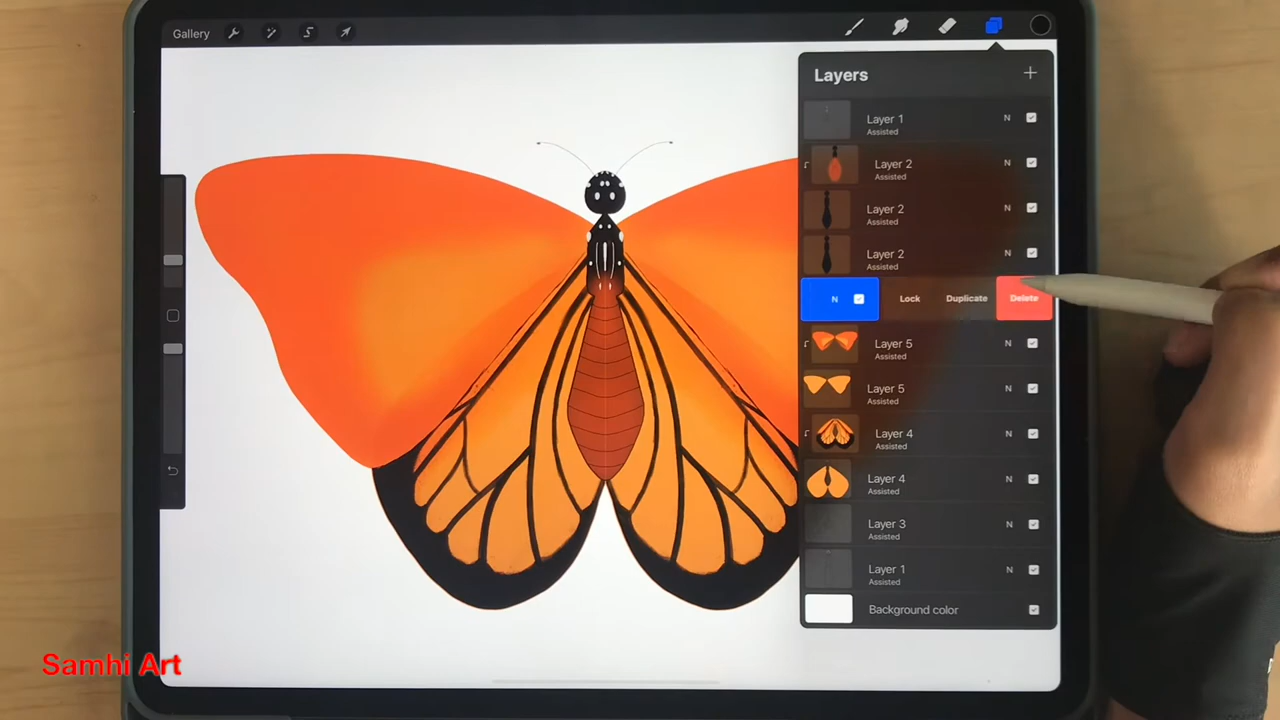 Gallery
Layers
Layer 1
N
Assisted
Layer 2
N
Assisted
Layer 2
N
Assisted
Layer 2
N
Assisted
N
Lock
Duplicate
Delete
Layer 5
N
Assisted
Layer 5
N
Assisted
Layer 4
N
Assisted
Layer 4
N
Assisted
Layer 3
N
Assisted
Layer 1
N
Assisted
Background color
Samhi Art